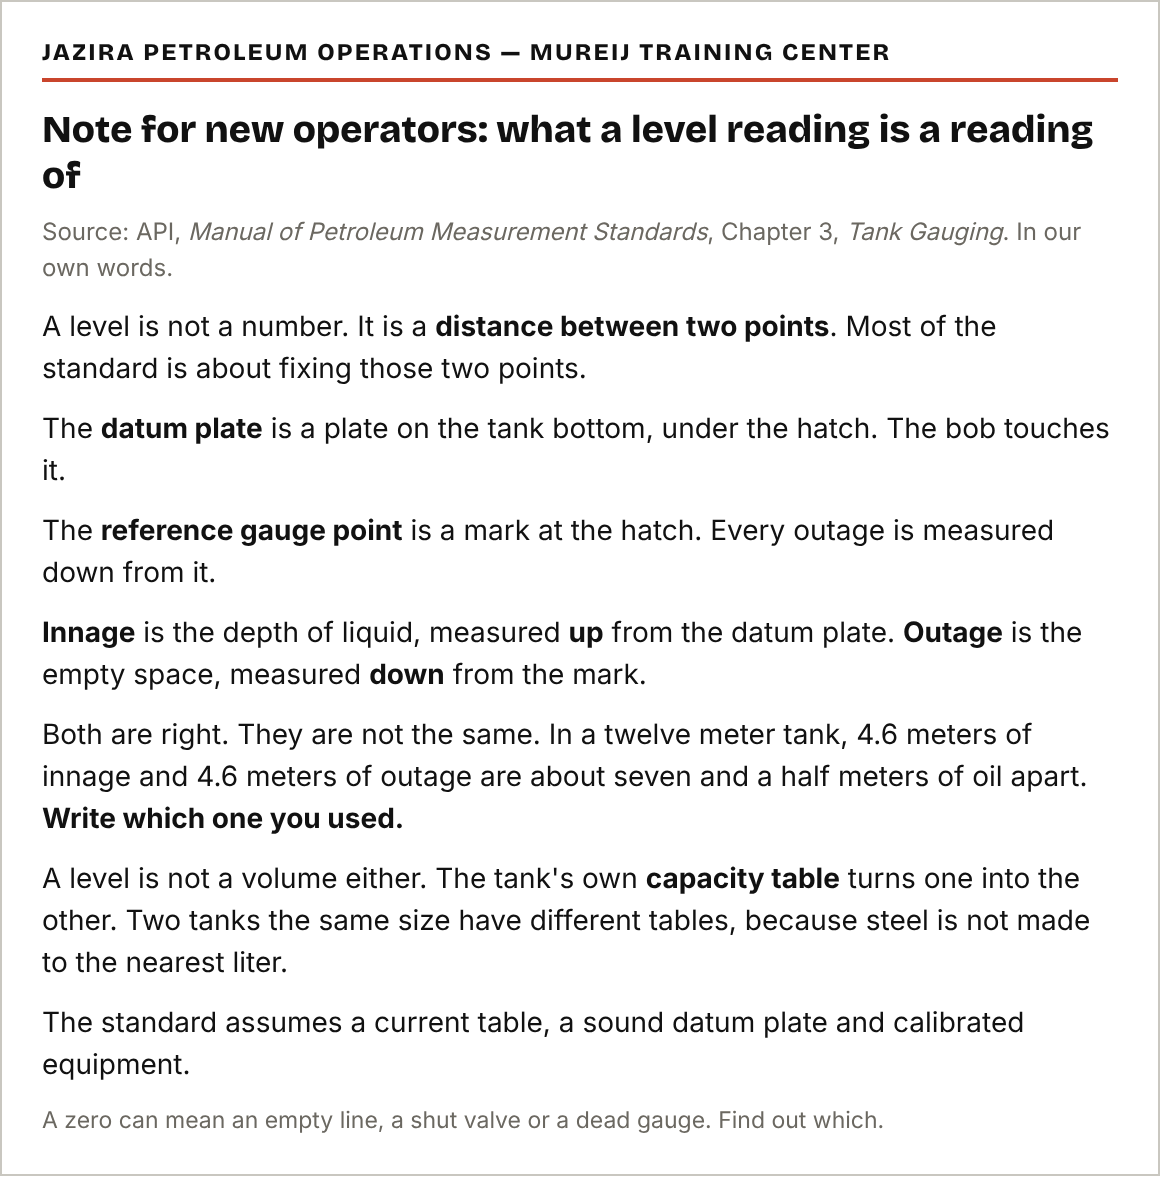 JAZIRA PETROLEUM OPERATIONS — MUREIJ TRAINING CENTER
Note for new operators: what a level reading is a reading
of
Source: API, Manual of Petroleum Measurement Standards, Chapter 3, Tank Gauging. In our
own words.
A level is not a number. It is a distance between two points. Most of the
standard is about fixing those two points.
The datum plate is a plate on the tank bottom, under the hatch. The bob touches
it.
The reference gauge point is a mark at the hatch. Every outage is measured
down from it.
Innage is the depth of liquid, measured up from the datum plate. Outage is the
empty space, measured down from the mark.
Both are right. They are not the same. In a twelve meter tank, 4.6 meters of
innage and 4.6 meters of outage are about seven and a half meters of oil apart.
Write which one you used.
A level is not a volume either. The tank's own capacity table turns one into the
other. Two tanks the same size have different tables, because steel is not made
to the nearest liter.
The standard assumes a current table, a sound datum plate and calibrated
equipment.
A zero can mean an empty line, a shut valve or a dead gauge. Find out which.